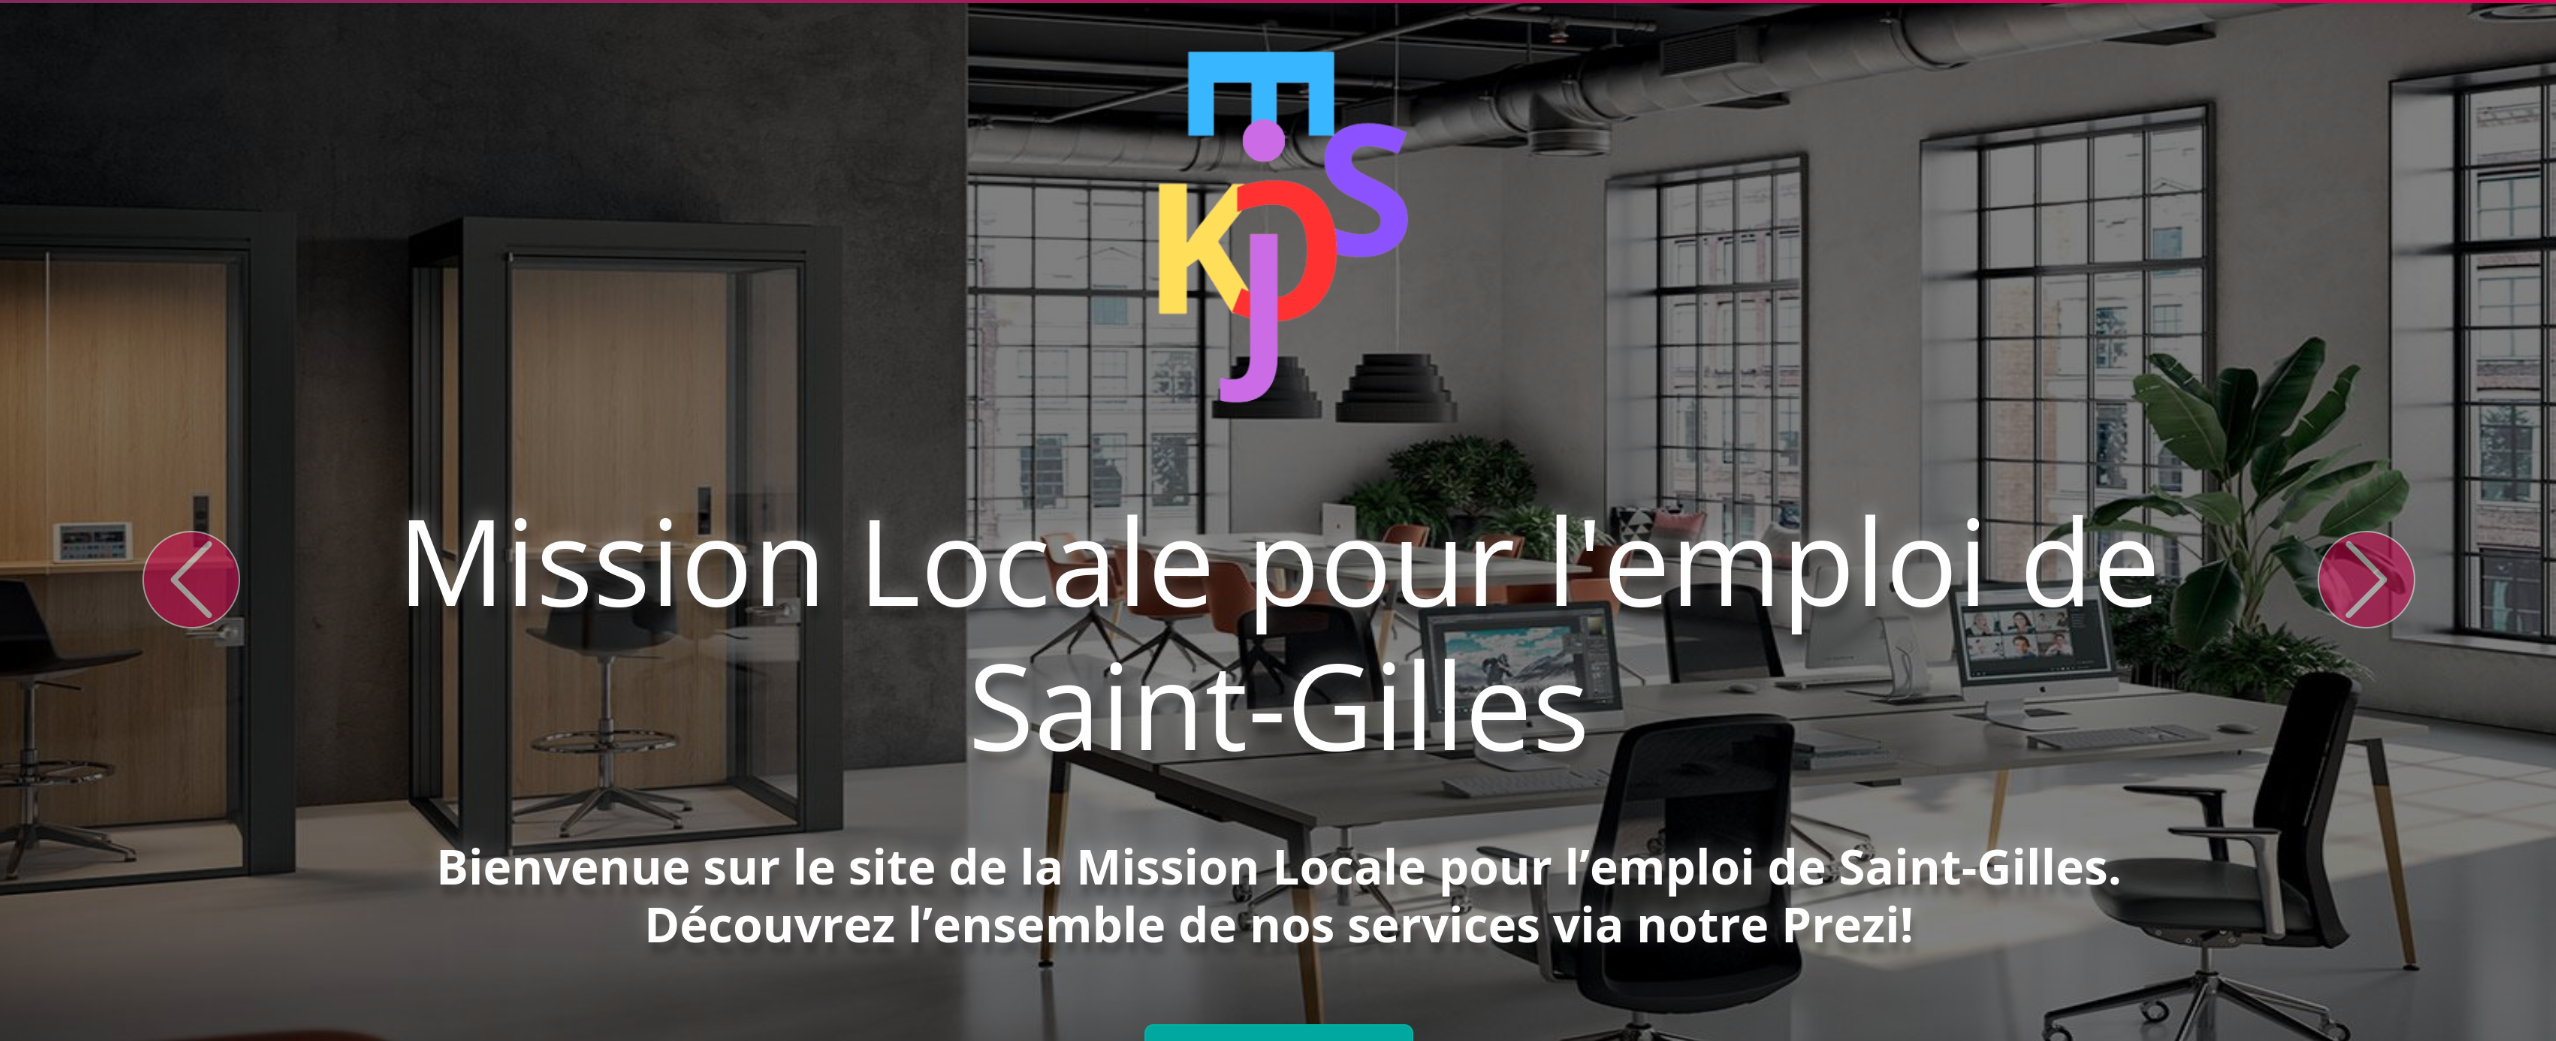 Mission Locale pour l'emploi de
Saint-Gilles
Bienvenue sur le site de la Mission Locale pour l’emploi de Saint-Gilles.
Découvrez l’ensemble de nos services via notre Prezi!